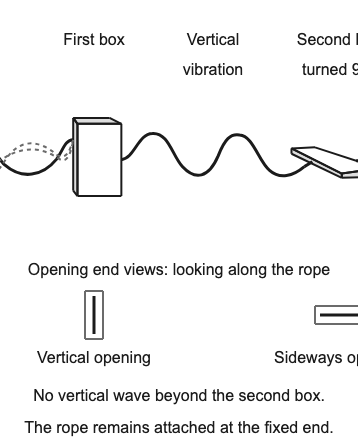 First box
Vertical
vibration
Second
turned
Opening end views: looking along the rope
Vertical opening
Sideways
No vertical wave beyond the second box.
The rope remains attached at the fixed end.